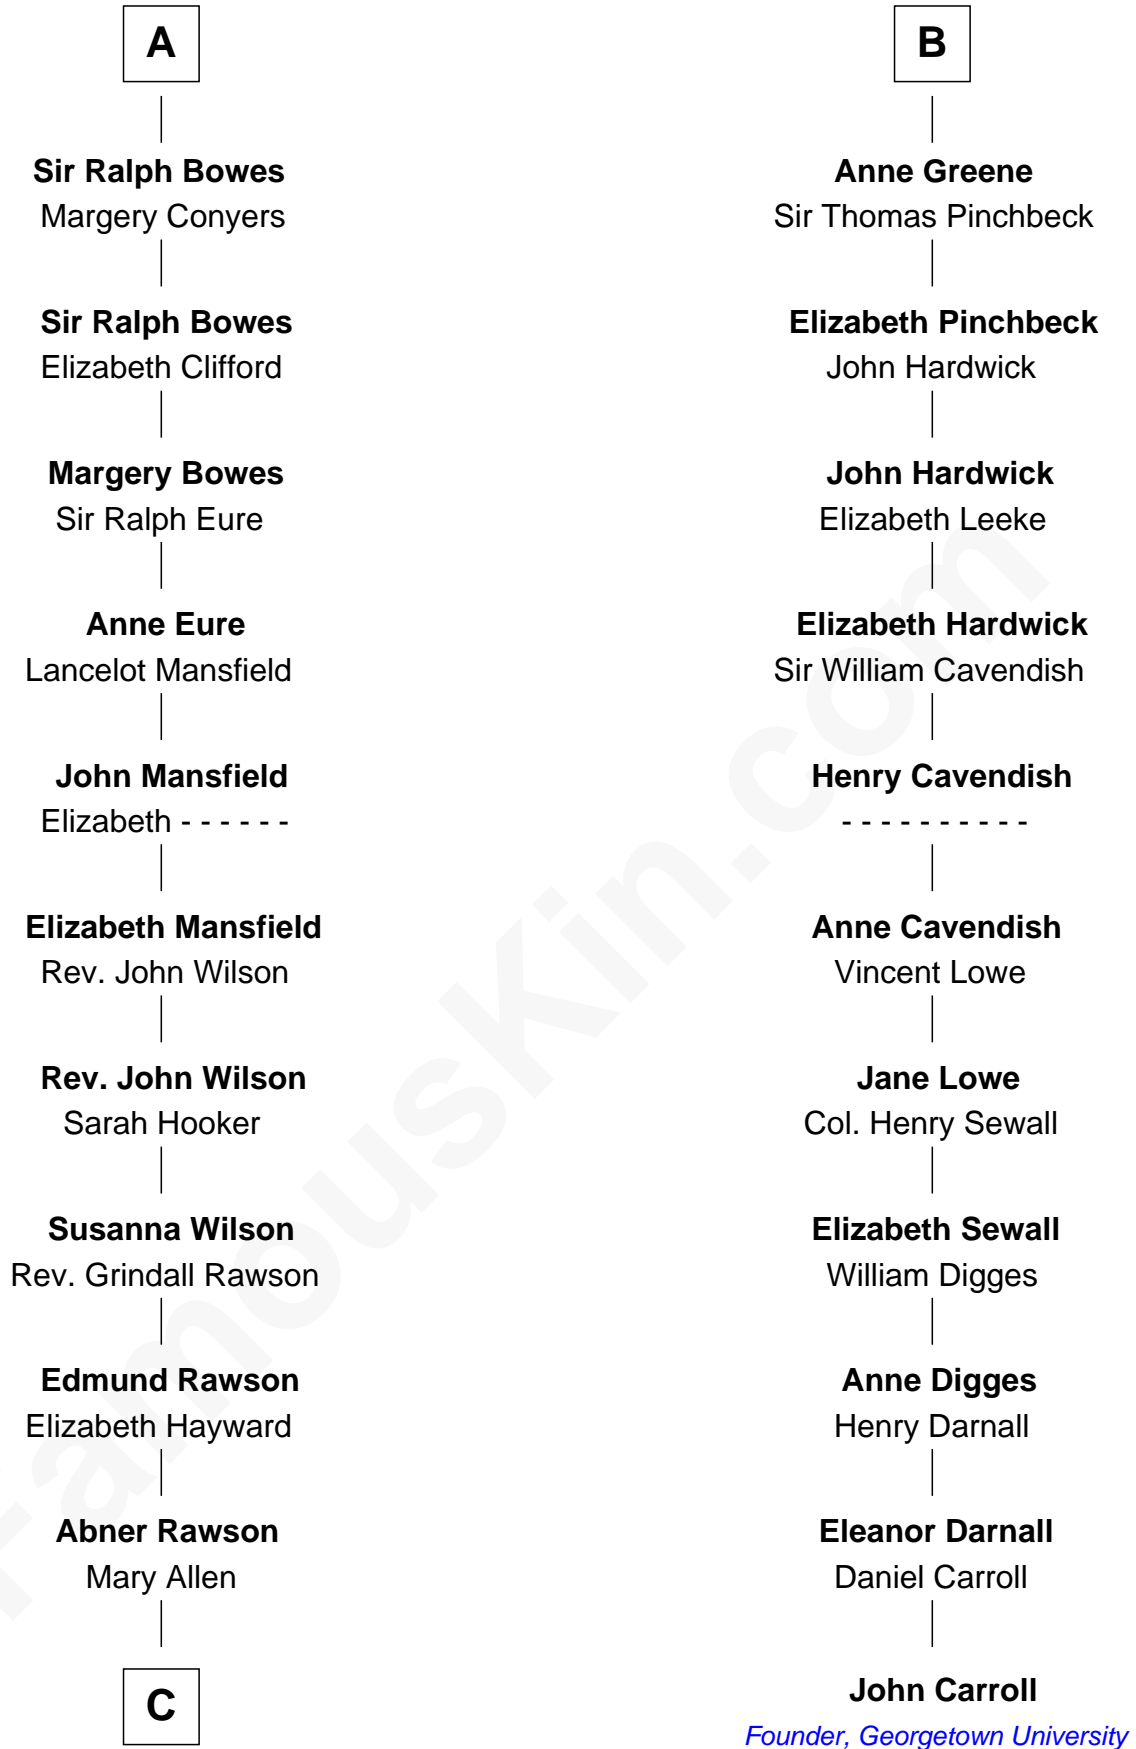 A
Sir Ralph Bowes
Margery Conyers
Sir Ralph Bowes
Elizabeth Clifford
Margery Bowes
Sir Ralph Eure
Anne Eure
Lancelot Mansfield
John Mansfield
Elizabeth - - - - - -
Elizabeth Mansfield
Rev. John Wilson
Rev. John Wilson
Sarah Hooker
Susanna Wilson
Rev. Grindall Rawson
Edmund Rawson
Elizabeth Hayward
Abner Rawson
Mary Allen
C
B
Anne Greene
Sir Thomas Pinchbeck
Elizabeth Pinchbeck
John Hardwick
John Hardwick
Elizabeth Leeke
Elizabeth Hardwick
Sir William Cavendish
Henry Cavendish
- - - - - - - - - -
Anne Cavendish
Vincent Lowe
Jane Lowe
Col. Henry Sewall
Elizabeth Sewall
William Digges
Anne Digges
Henry Darnall
Eleanor Darnall
Daniel Carroll
John Carroll
Founder, Georgetown University
FamousKin.com